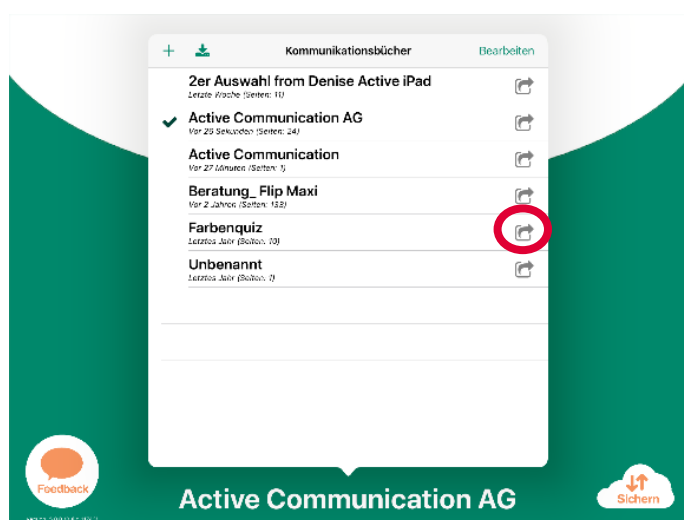 + Kommunikationsbücher Bearbeiten
2er Auswahl from Denise Active iPad
Letzte Woche (Seiten: 11)
Active Communication AG
Vor 26 Sekunden (Seiten: 24)
Active Communication
Vor 27 Minuten (Seiten: 1)
Beratung_ Flip Maxi
Vor 2 Jahren (Seiten: 133)
Farbenquiz
Letztes Jahr (Seiten: 10)
Unbenannt
Letztes Jahr (Seiten: 1)
Feedback
Active Communication AG
Sichern